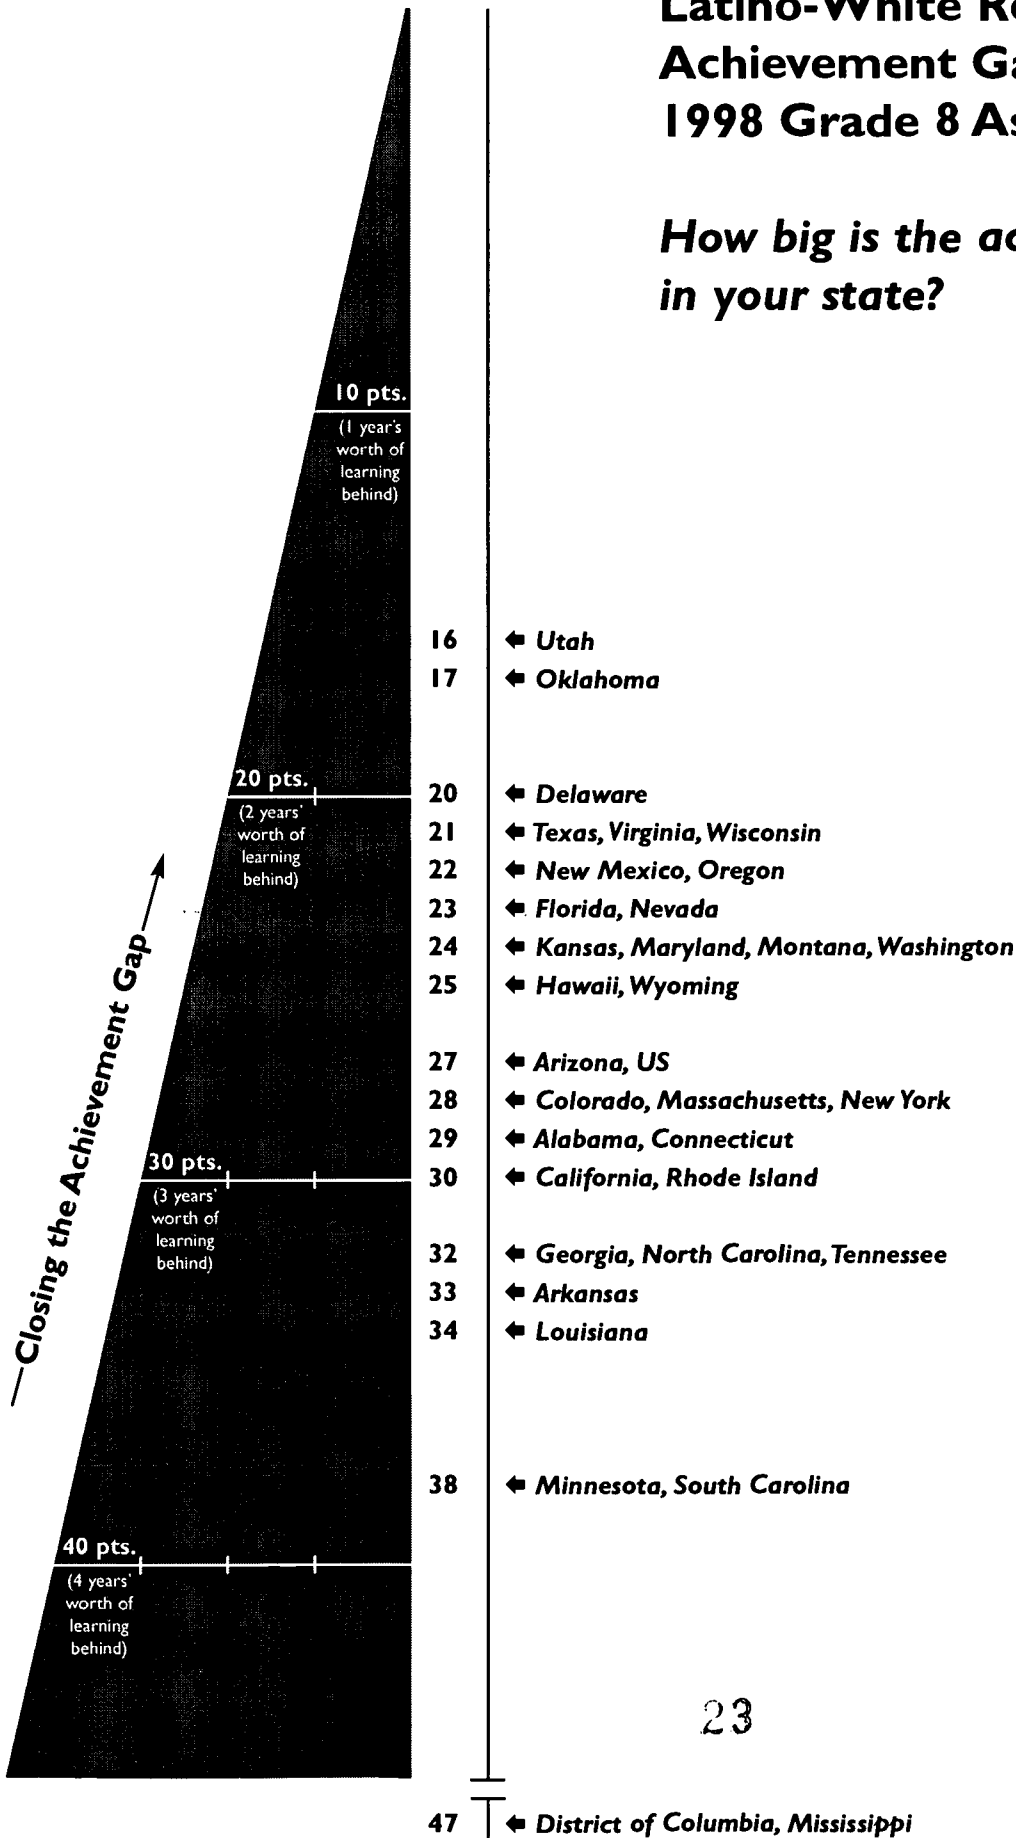 Latino-White
Achievement
1998 Grade 8
How big is the
in your state?
10 pts.
(1 year's
worth of
learning
behind)
16 Utah
17 Oklahoma
20 pts.
(2 years'
worth of
learning
behind)
20 Delaware
21 Texas, Virginia, Wisconsin
22 New Mexico, Oregon
23 Florida, Nevada
24 Kansas, Maryland, Montana, Washington
25 Hawaii, Wyoming
27 Arizona, US
28 Colorado, Massachusetts, New York
29 Alabama, Connecticut
30 pts.
(3 years'
worth of
learning
behind)
30 California, Rhode Island
32 Georgia, North Carolina, Tennessee
33 Arkansas
34 Louisiana
Closing the Achievement Gap
38 Minnesota, South Carolina
40 pts.
(4 years'
worth of
learning
behind)
23
47 District of Columbia, Mississippi